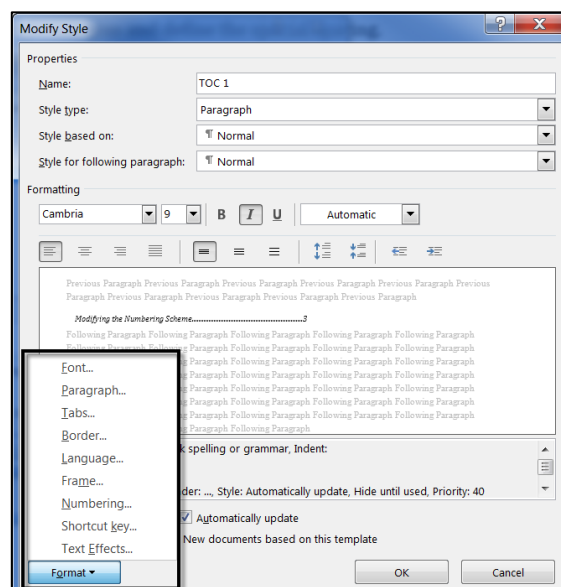 Modify Style
Properties
Name:
TOC 1
Style type:
Paragraph
Style based on:
¶ Normal
Style for following paragraph:
¶ Normal
Formatting
Cambria 9 B I U Automatic
Previous Paragraph Previous Paragraph Previous Paragraph Previous Paragraph Previous
Paragraph Previous Paragraph Previous Paragraph Previous Paragraph Previous Paragraph
Modifying the Numbering Scheme..................................................3
Following Paragraph Following Paragraph Following Paragraph Following Paragraph
Following Paragraph Following Paragraph Following Paragraph Following Paragraph
Paragraph Following Paragraph Following Paragraph Following Paragraph
Paragraph Following Paragraph Following Paragraph Following Paragraph
Paragraph Following Paragraph Following Paragraph Following Paragraph
Paragraph Following Paragraph Following Paragraph Following Paragraph
Paragraph Following Paragraph Following Paragraph Following Paragraph
Following Paragraph
Font...
Paragraph...
Tabs...
Border...
Language...
Frame...
Numbering...
Shortcut key...
Text Effects...
Format
spelling or grammar, Indent:
der: ..., Style: Automatically update, Hide until used, Priority: 40
Automatically update
New documents based on this template
OK
Cancel